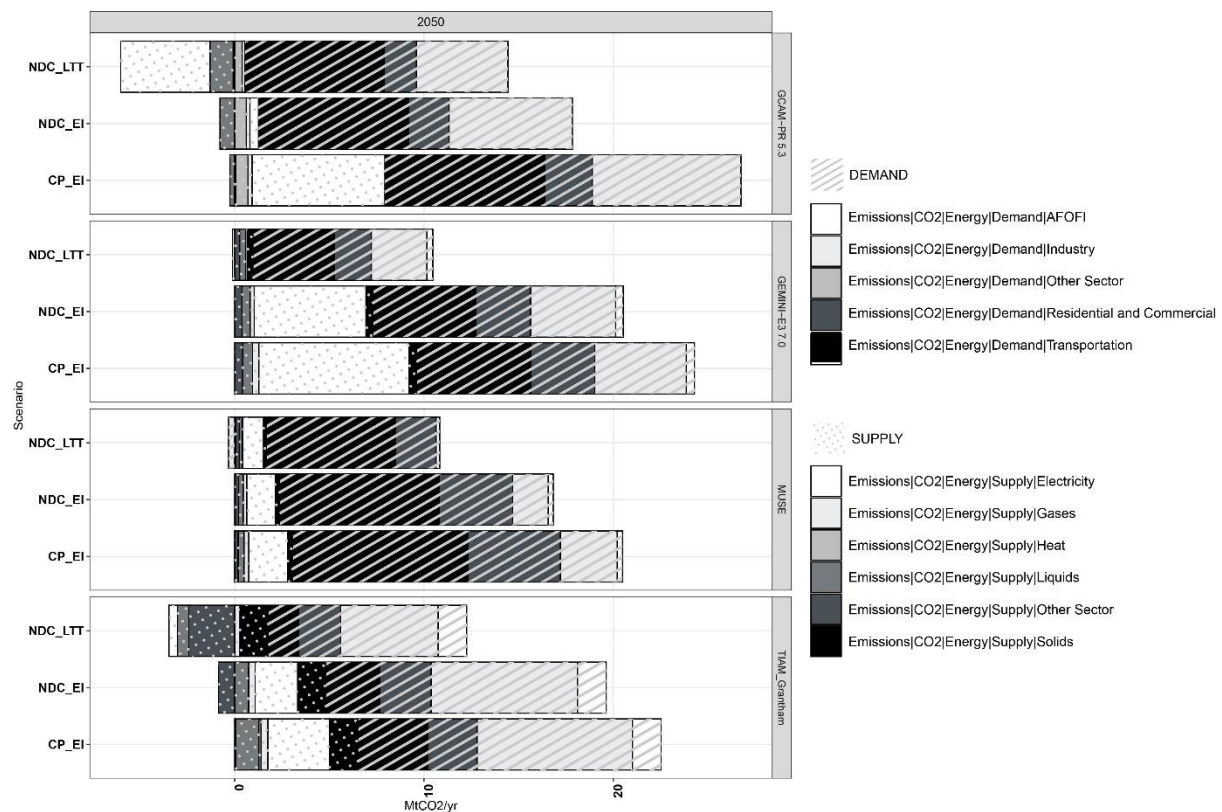 2050
NDC_LTT
NDC_EI
CP_EI
GCAM-PR 5.3
NDC_LTT
NDC_EI
CP_EI
GEMINI-E3 7.0
NDC_LTT
NDC_EI
CP_EI
MUSE
NDC_LTT
NDC_EI
CP_EI
TIAM_Grantham
Scenario
0
10
20
MtCO2/yr
DEMAND
Emissions|CO2|Energy|Demand|AFOFI
Emissions|CO2|Energy|Demand|Industry
Emissions|CO2|Energy|Demand|Other Sector
Emissions|CO2|Energy|Demand|Residential and Commercial
Emissions|CO2|Energy|Demand|Transportation
SUPPLY
Emissions|CO2|Energy|Supply|Electricity
Emissions|CO2|Energy|Supply|Gases
Emissions|CO2|Energy|Supply|Heat
Emissions|CO2|Energy|Supply|Liquids
Emissions|CO2|Energy|Supply|Other Sector
Emissions|CO2|Energy|Supply|Solids